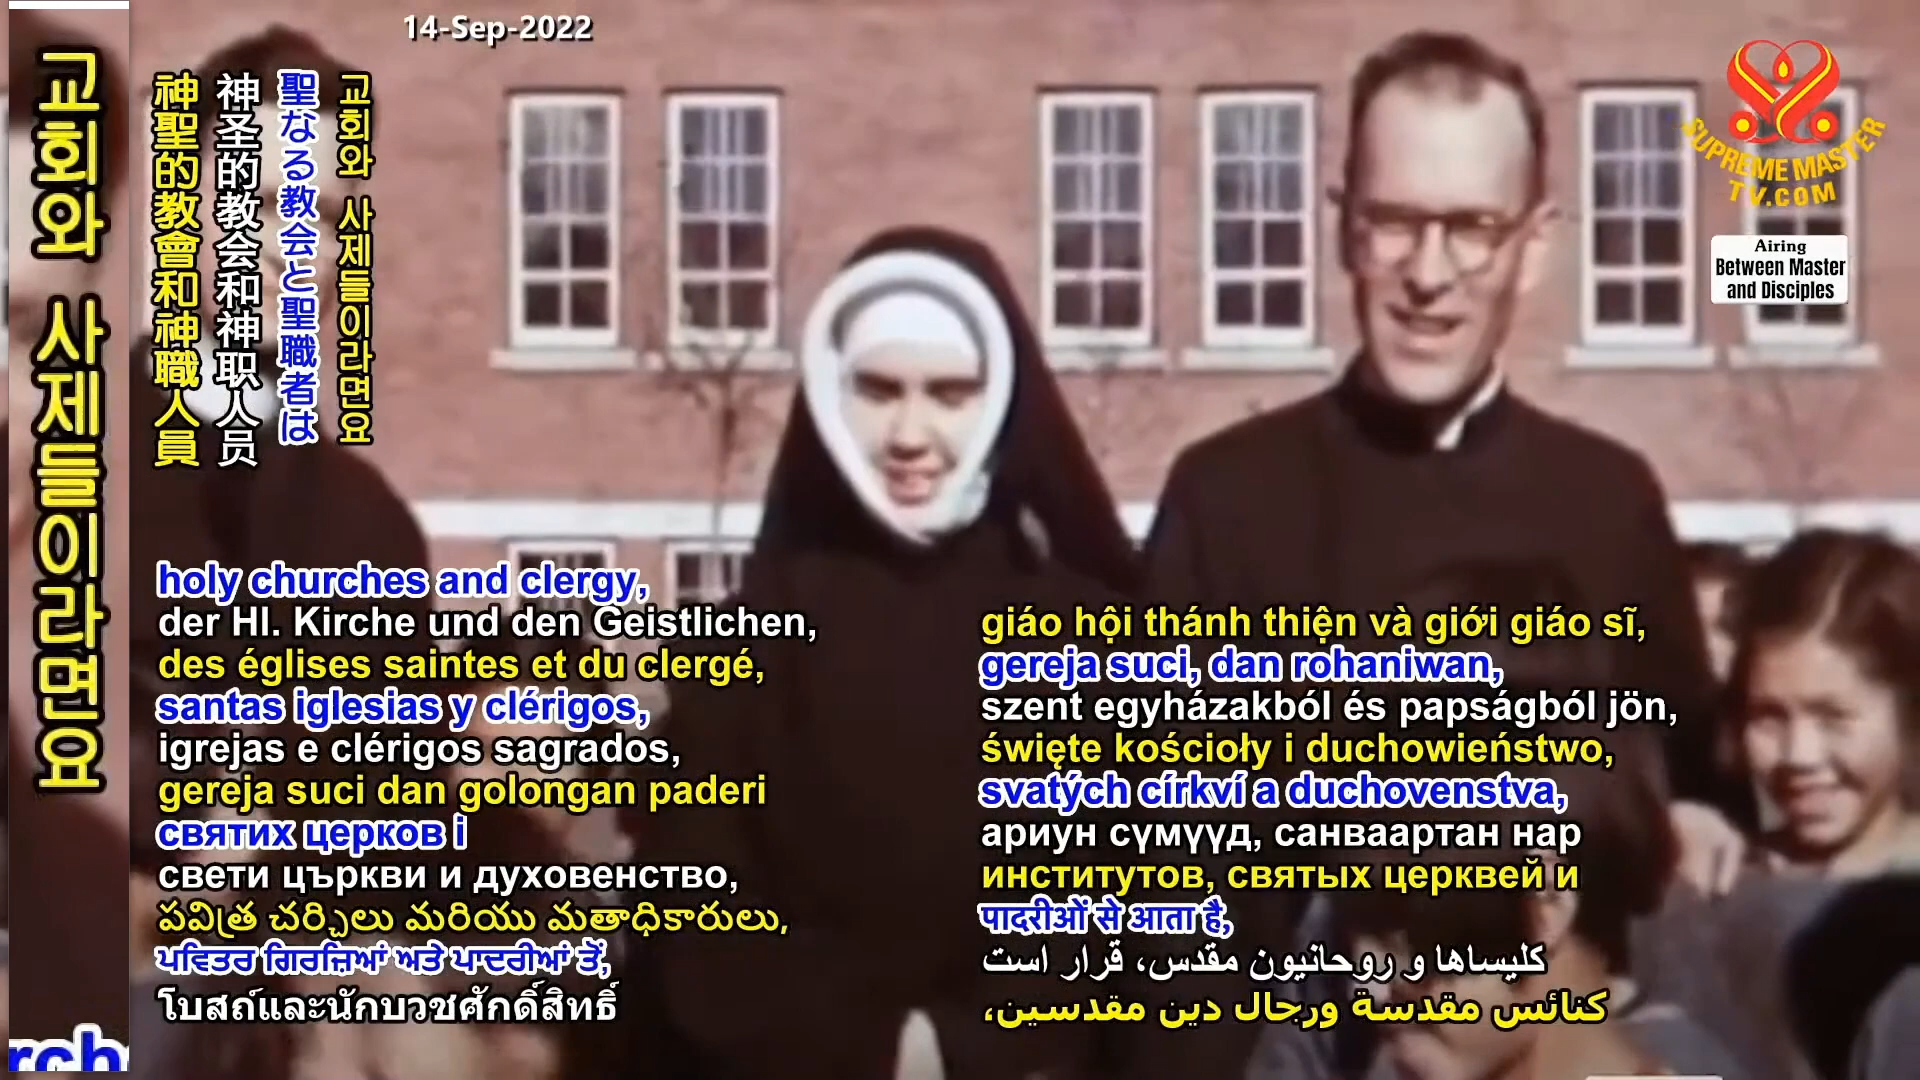 14-Sep-2022
교회와 사제들이라면요
神聖的教會和神職人員
神圣的教会和神职人员
聖なる教会と聖職者は
교회와 사제들이라면요
SUPREME MASTER
TV.COM
Airing
Between Master
and Disciples
holy churches and clergy,
der Hl. Kirche und den Geistlichen,
des églises saintes et du clergé,
santas iglesias y clérigos,
igrejas e clérigos sagrados,
gereja suci dan golongan paderi
святих церков і
свети църкви и духовенство,
పవిత్ర చర్చిలు మరియు మతాధికారులు,
ਪਵਿਤਰ ਗਿਰਜ਼ਿਆਂ ਅਤੇ ਪਾਦਰੀਆਂ ਤੋਂ,
โบสถ์และนักบวชศักดิ์สิทธิ์
giáo hội thánh thiện và giới giáo sĩ,
gereja suci, dan rohaniwan,
szent egyházakból és papságból jön,
święte kościoły i duchowieństwo,
svatých církví a duchovenstva,
ариун сүмүүд, санваартан нар
институтов, святых церквей и
पादरीओं से आता है,
کلیساها و روحانیون مقدس، قرار است
كنائس مقدسة ورجال دين مقدسين،
rch